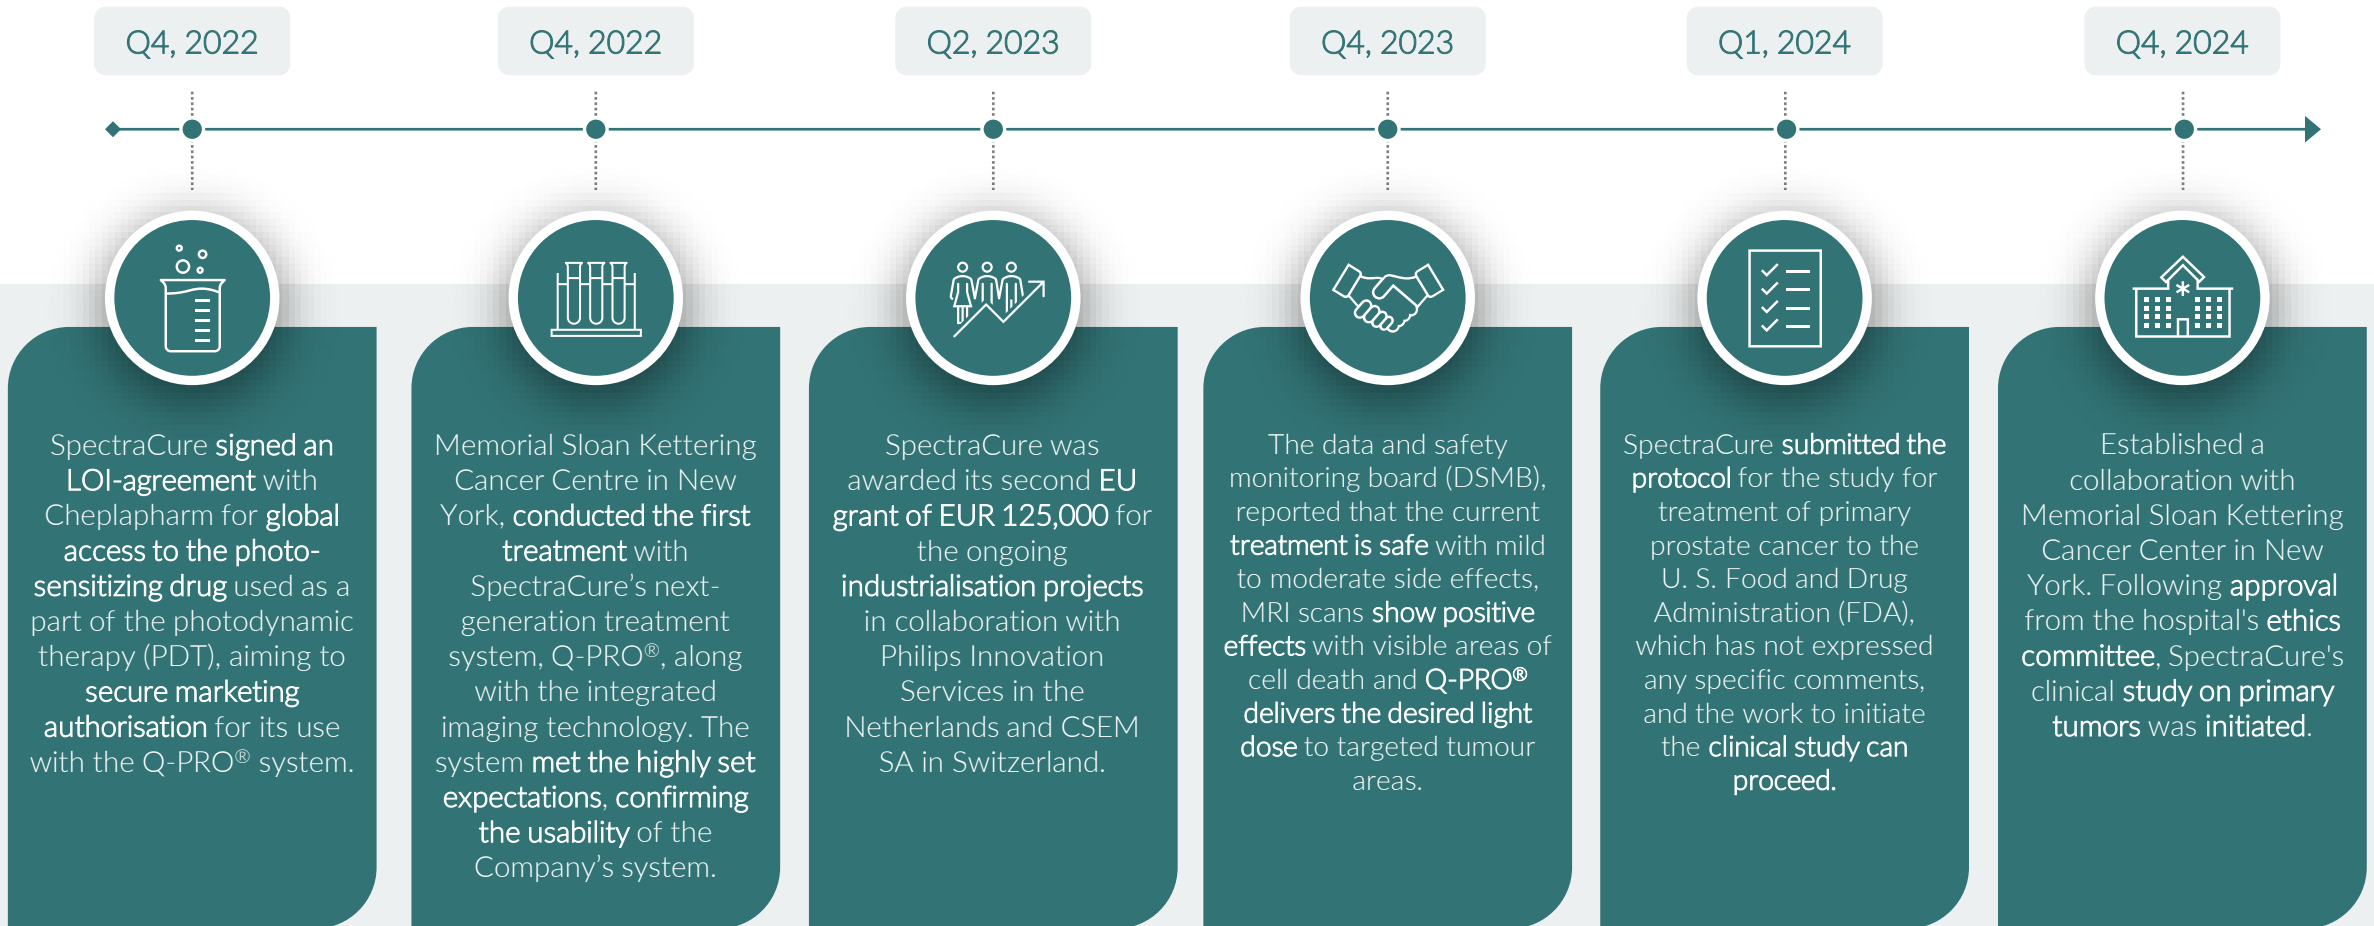 Q4, 2022
Q4, 2022
Q2, 2023
Q4, 2023
Q1, 2024
Q4, 2024
SpectraCure signed an
LOI-agreement with
Cheplapharm for global
access to the photo-
sensitizing drug used as a
part of the photodynamic
therapy (PDT), aiming to
secure marketing
authorisation for its use
with the Q-PRO® system.
Memorial Sloan Kettering
Cancer Centre in New
York, conducted the first
treatment with
SpectraCure’s next-
generation treatment
system, Q-PRO®, along
with the integrated
imaging technology. The
system met the highly set
expectations, confirming
the usability of the
Company’s system.
SpectraCure was
awarded its second EU
grant of EUR 125,000 for
the ongoing
industrialisation projects
in collaboration with
Philips Innovation
Services in the
Netherlands and CSEM
SA in Switzerland.
The data and safety
monitoring board (DSMB),
reported that the current
treatment is safe with mild
to moderate side effects,
MRI scans show positive
effects with visible areas of
cell death and Q-PRO®
delivers the desired light
dose to targeted tumour
areas.
SpectraCure submitted the
protocol for the study for
treatment of primary
prostate cancer to the
U. S. Food and Drug
Administration (FDA),
which has not expressed
any specific comments,
and the work to initiate
the clinical study can
proceed.
Established a
collaboration with
Memorial Sloan Kettering
Cancer Center in New
York. Following approval
from the hospital's ethics
committee, SpectraCure's
clinical study on primary
tumors was initiated.